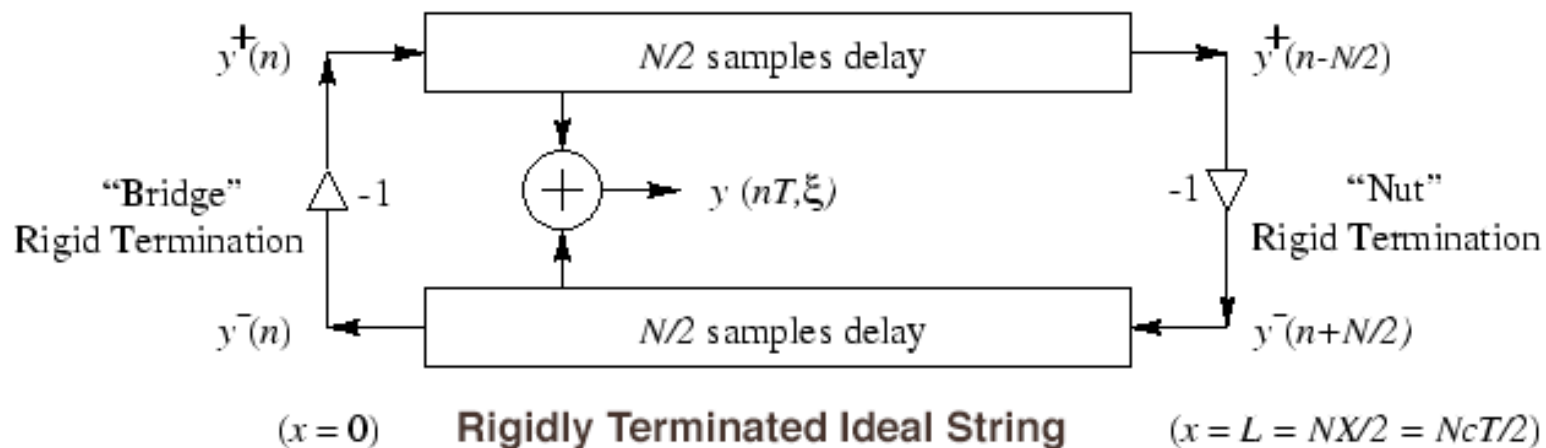 y⁺(n)
N/2 samples delay
y⁺(n-N/2)
“Bridge”
Rigid Termination
-1
+
y (nT,ξ)
-1
“Nut”
Rigid Termination
y⁻(n)
N/2 samples delay
y⁻(n+N/2)
(x = 0)
Rigidly Terminated Ideal String
(x = L = NX/2 = NcT/2)